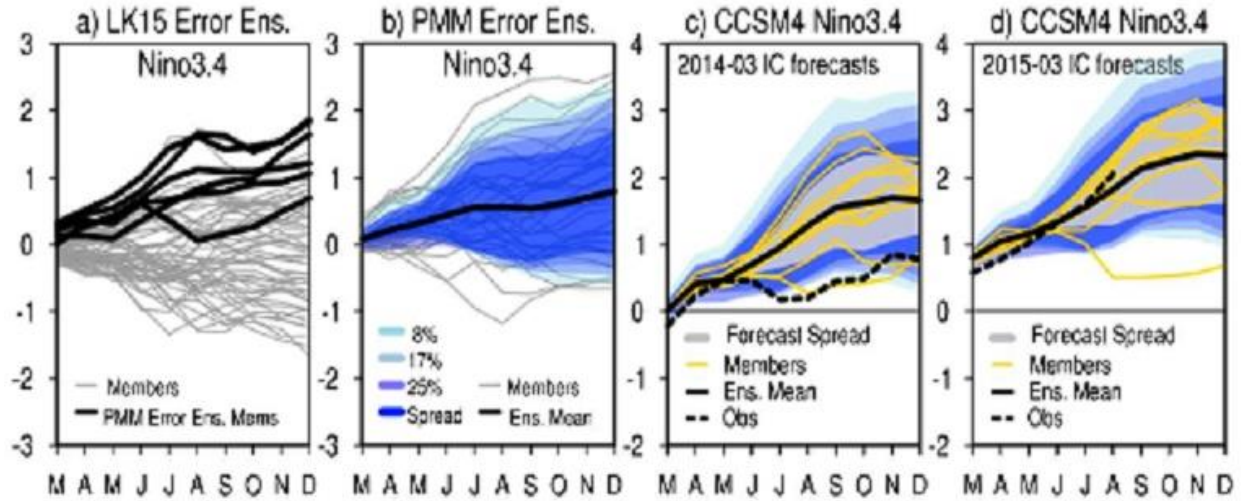 a) LK15 Error Ens.
Nino3.4
3
2
1
0
-1
-2
-3
Members
PMM Error Ens. Mems
M A M J J A S O N D
b) PMM Error Ens.
Nino3.4
3
2
1
0
-1
-2
-3
8%
17%
25%
Spread
Members
Ens. Mean
M A M J J A S O N D
c) CCSM4 Nino3.4
2014-03 IC forecasts
4
3
2
1
0
-1
-2
Forecast Spread
Members
Ens. Mean
Obs
M A M J J A S O N D
d) CCSM4 Nino3.4
2015-03 IC forecasts
4
3
2
1
0
-1
-2
Forecast Spread
Members
Ens. Mean
Obs
M A M J J A S O N D